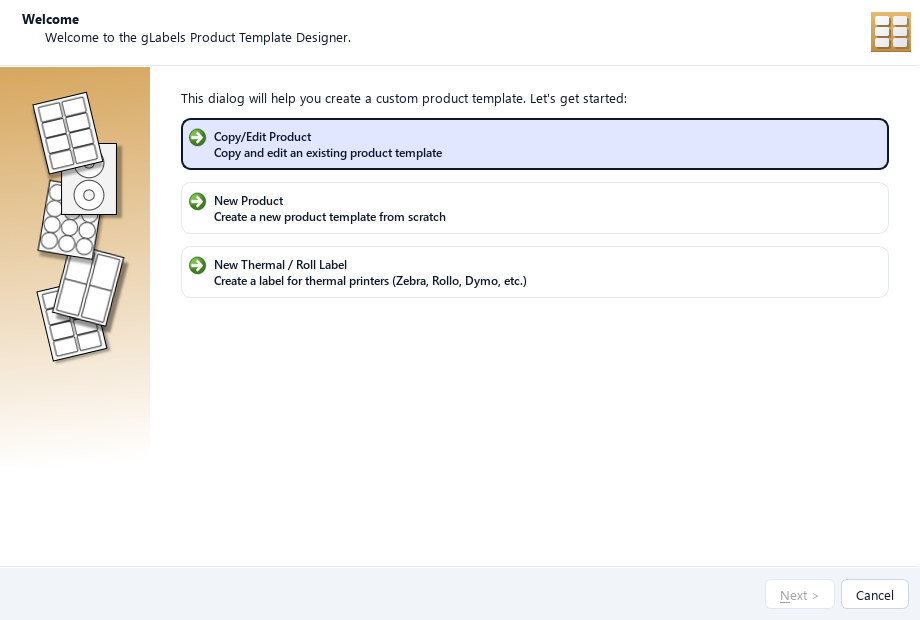 Welcome
Welcome to the gLabels Product Template Designer.
This dialog will help you create a custom product template. Let's get started:
Copy/Edit Product
Copy and edit an existing product template
New Product
Create a new product template from scratch
New Thermal / Roll Label
Create a label for thermal printers (Zebra, Rollo, Dymo, etc.)
Next >
Cancel